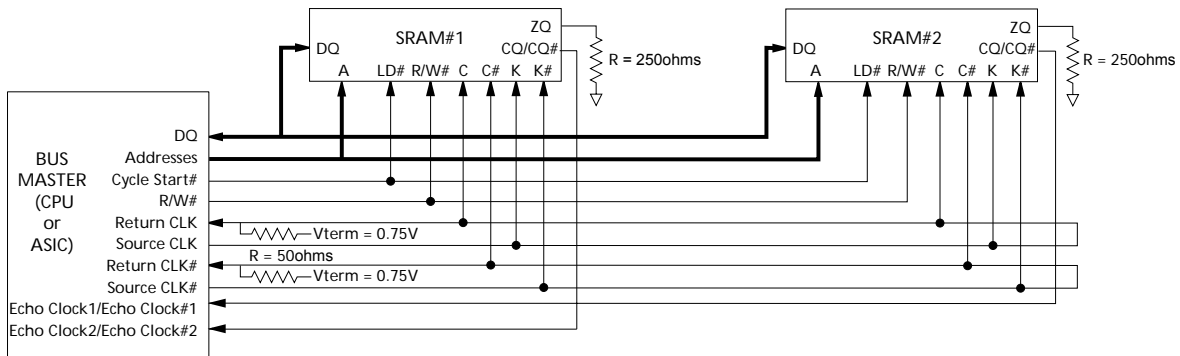 ZQ
SRAM#1
CQ/CQ#
DQ
A LD# R/W# C C# K K#
R = 250ohms
ZQ
SRAM#2
CQ/CQ#
DQ
A LD# R/W# C C# K K#
R = 250ohms
BUS
MASTER
(CPU
or
ASIC)
DQ
Addresses
Cycle Start#
R/W#
Return CLK
Source CLK
Return CLK#
Source CLK#
Echo Clock1/Echo Clock#1
Echo Clock2/Echo Clock#2
Vterm = 0.75V
R = 50ohms
Vterm = 0.75V